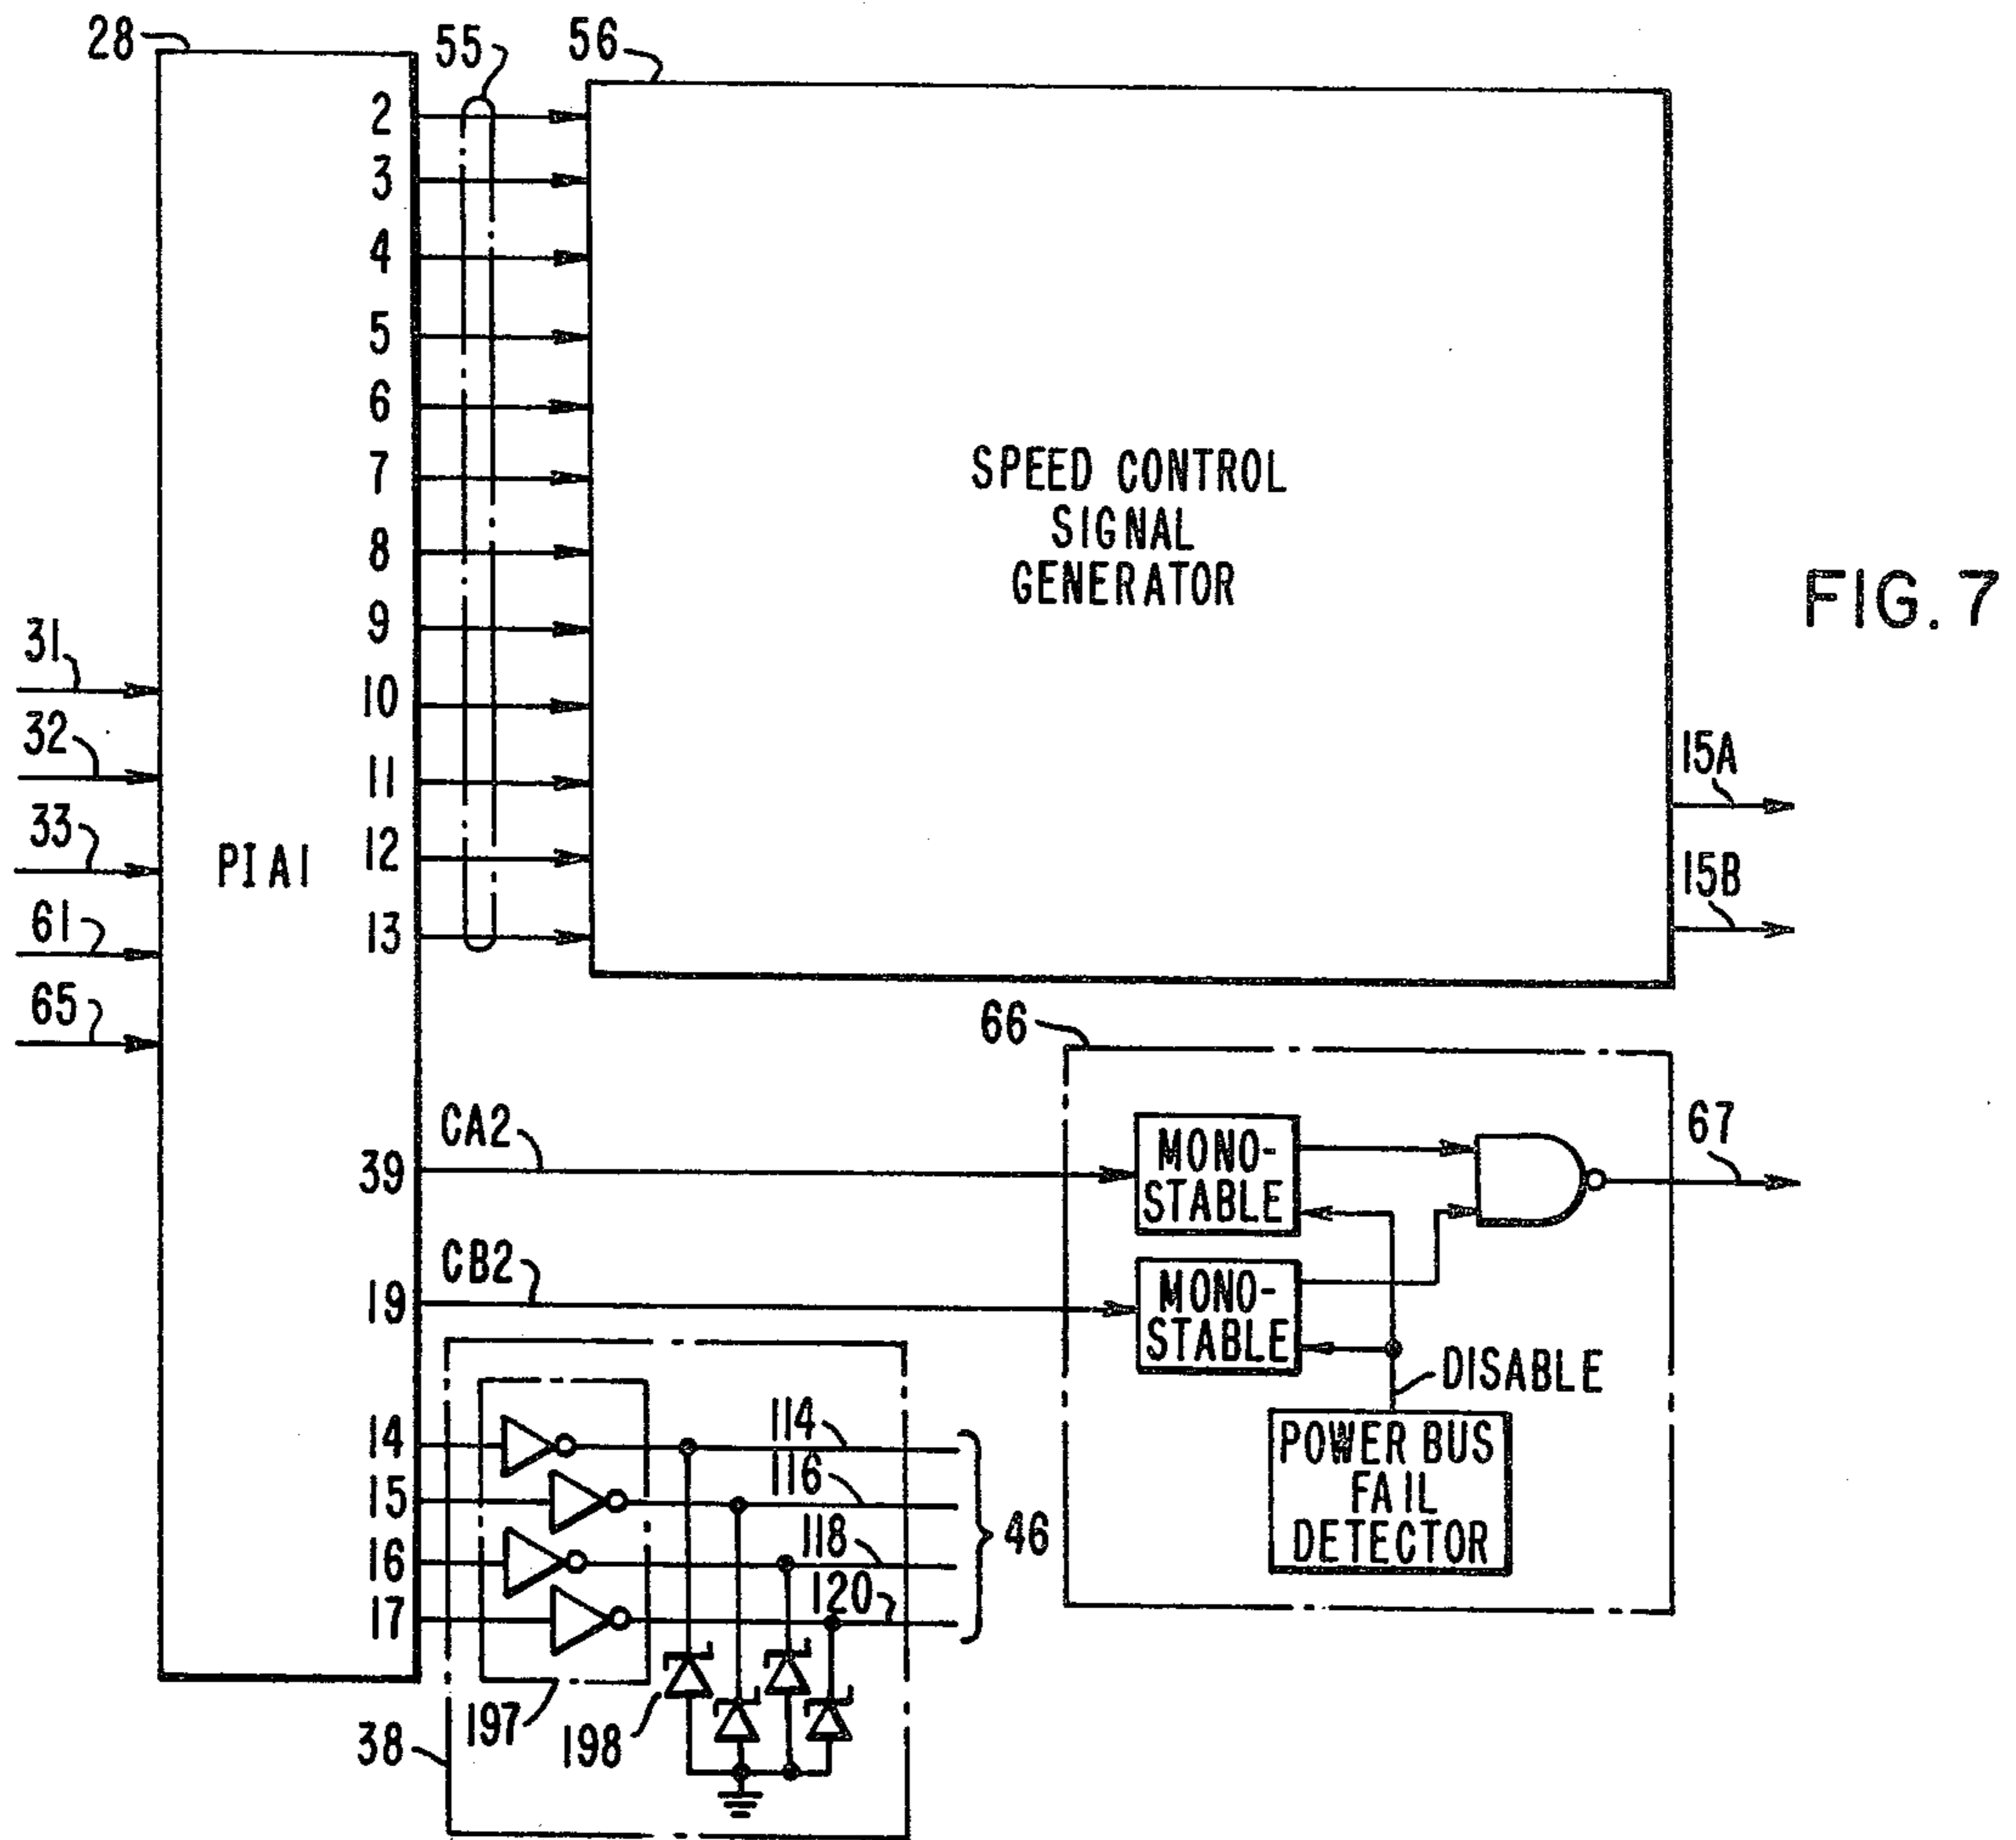 28
55
56
2
3
4
5
6
7
8
9
10
11
12
13
SPEED CONTROL
SIGNAL
GENERATOR
FIG. 7
31
32
33
61
65
PIA1
15A
15B
66
CA2
39
MONO-
STABLE
67
CB2
19
MONO-
STABLE
DISABLE
POWER BUS
FAIL
DETECTOR
14
15
16
17
114
116
118
120
46
197
198
38